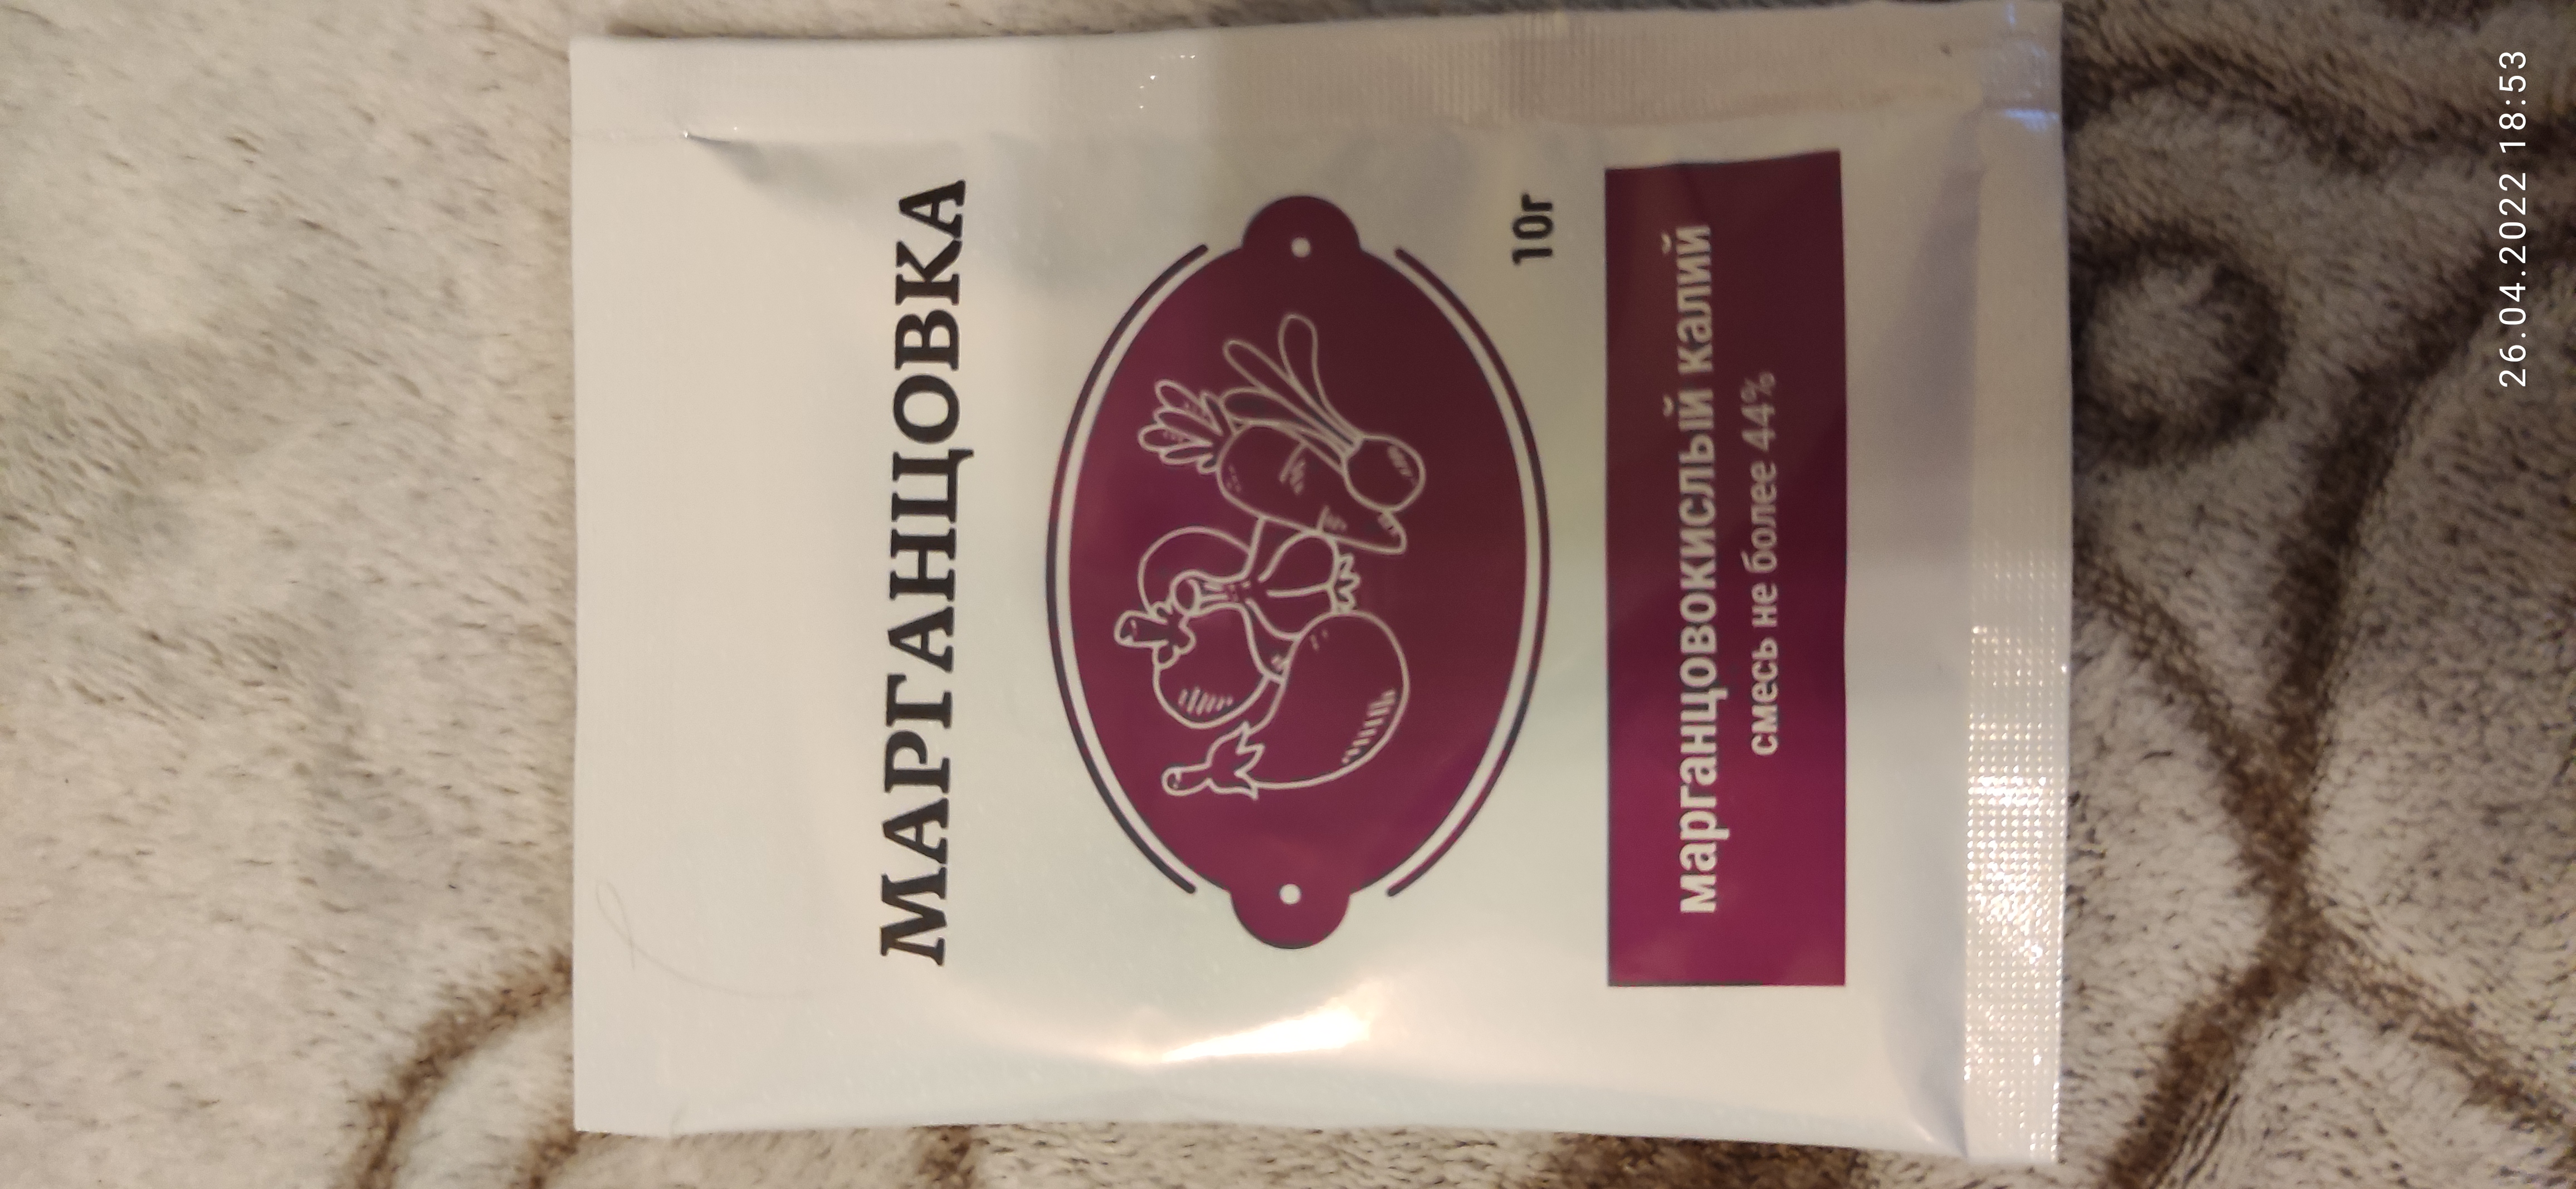 МАРГАНЦОВКА
10г
марганцовокислый калий
смесь не более 44%
26.04.2022 18:53